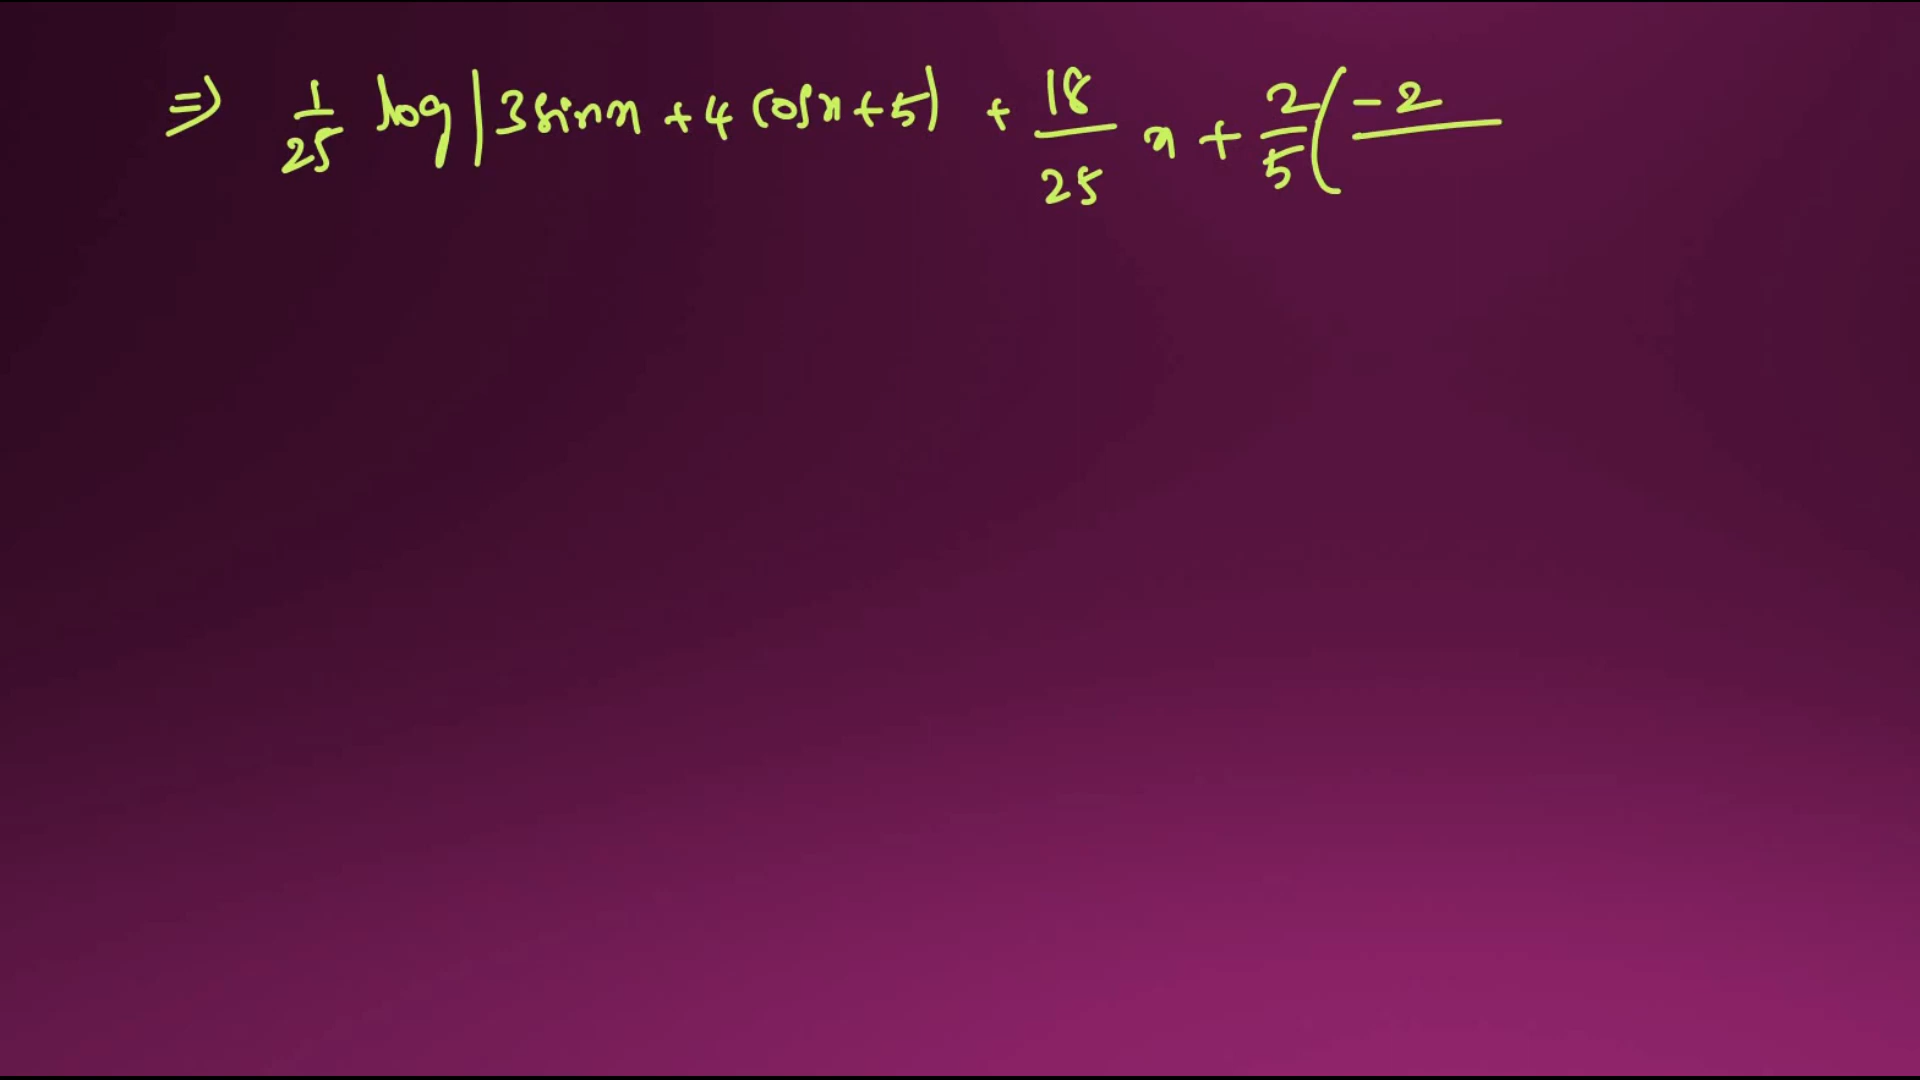 ⇒ 1/25 log|3sinx + 4 cosx + 5| + 18/25 x + 2/5(-2/